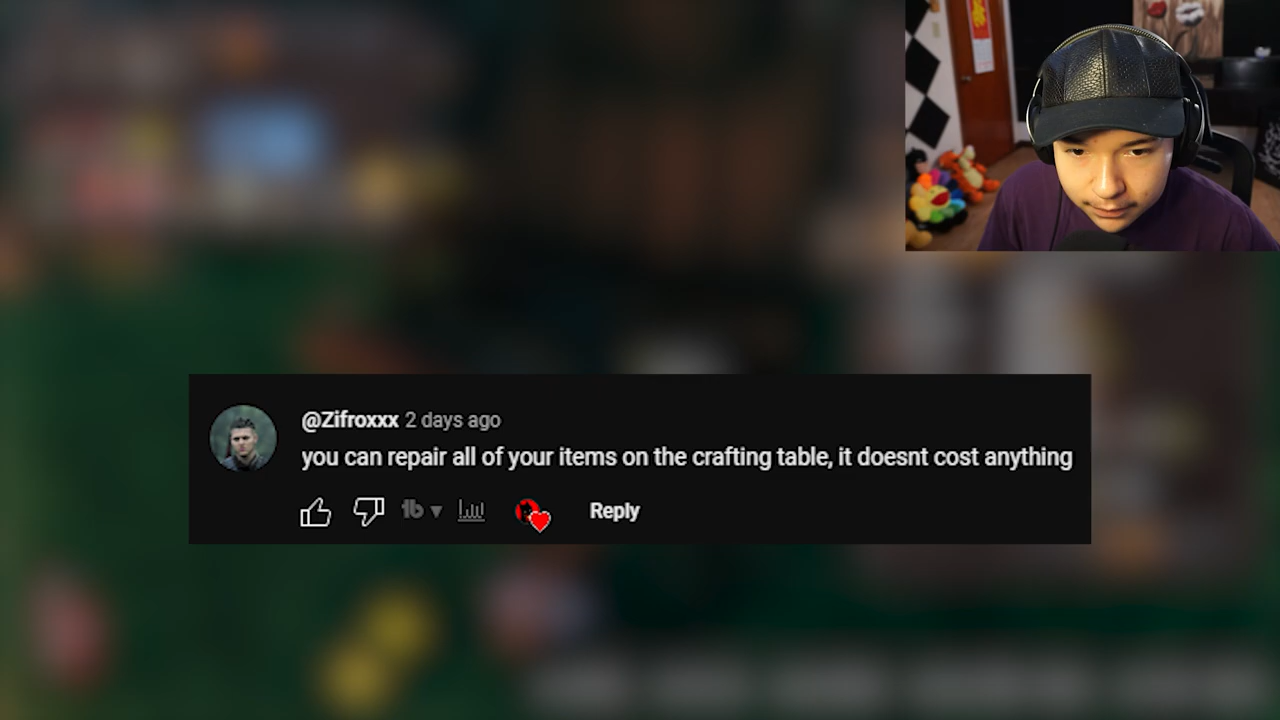 @Zifroxxx 2 days ago
you can repair all of your items on the crafting table, it doesnt cost anything
Reply